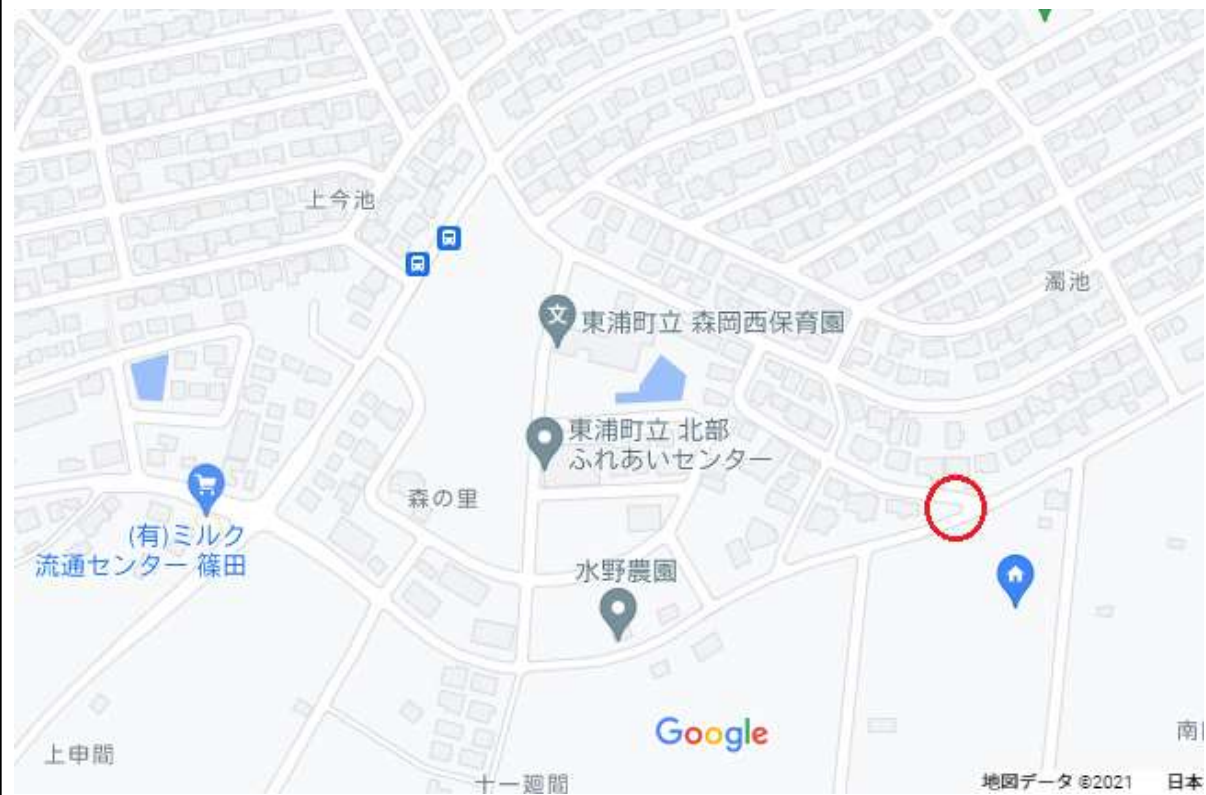 上今池
濁池
東浦町立 森岡西保育園
東浦町立 北部
ふれあいセンター
森の里
(有)ミルク
流通センター 篠田
水野農園
Google
上申間
十一廻間
南
地図データ ©2021 日本